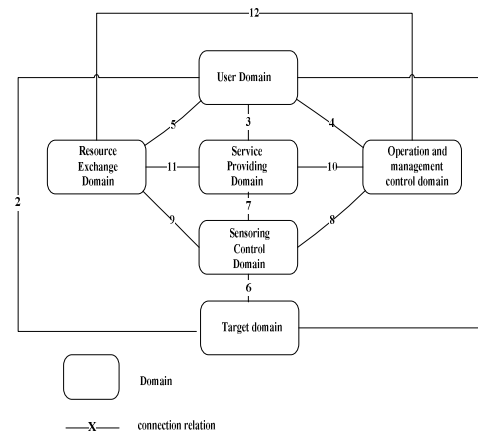 12
User Domain
5
3
4
Resource
Exchange
Domain
11
Service
Providing
Domain
10
Operation and
management
control domain
2
7
9
Sensoring
Control
Domain
8
6
Target domain
Domain
X
connection relation